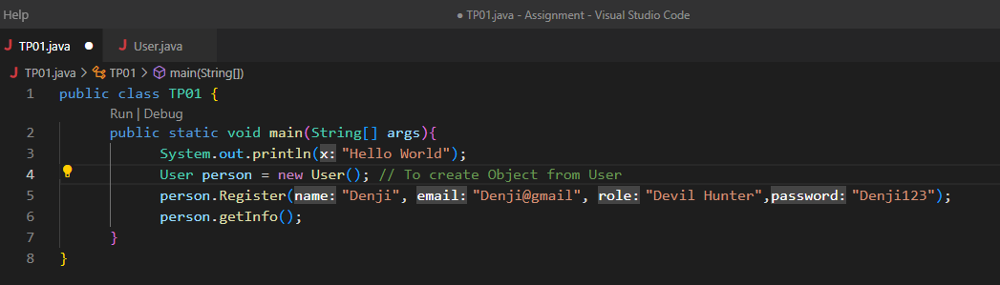 Help
● TP01.java - Assignment - Visual Studio Code
J TP01.java ● J User.java
J TP01.java > TP01 > main(String[])
1 public class TP01 {
Run | Debug
2 public static void main(String[] args){
3 System.out.println(x: "Hello World");
4 User person = new User(); // To create Object from User
5 person.Register(name: "Denji", email: "Denji@gmail", role: "Devil Hunter",password: "Denji123");
6 person.getInfo();
7 }
8 }